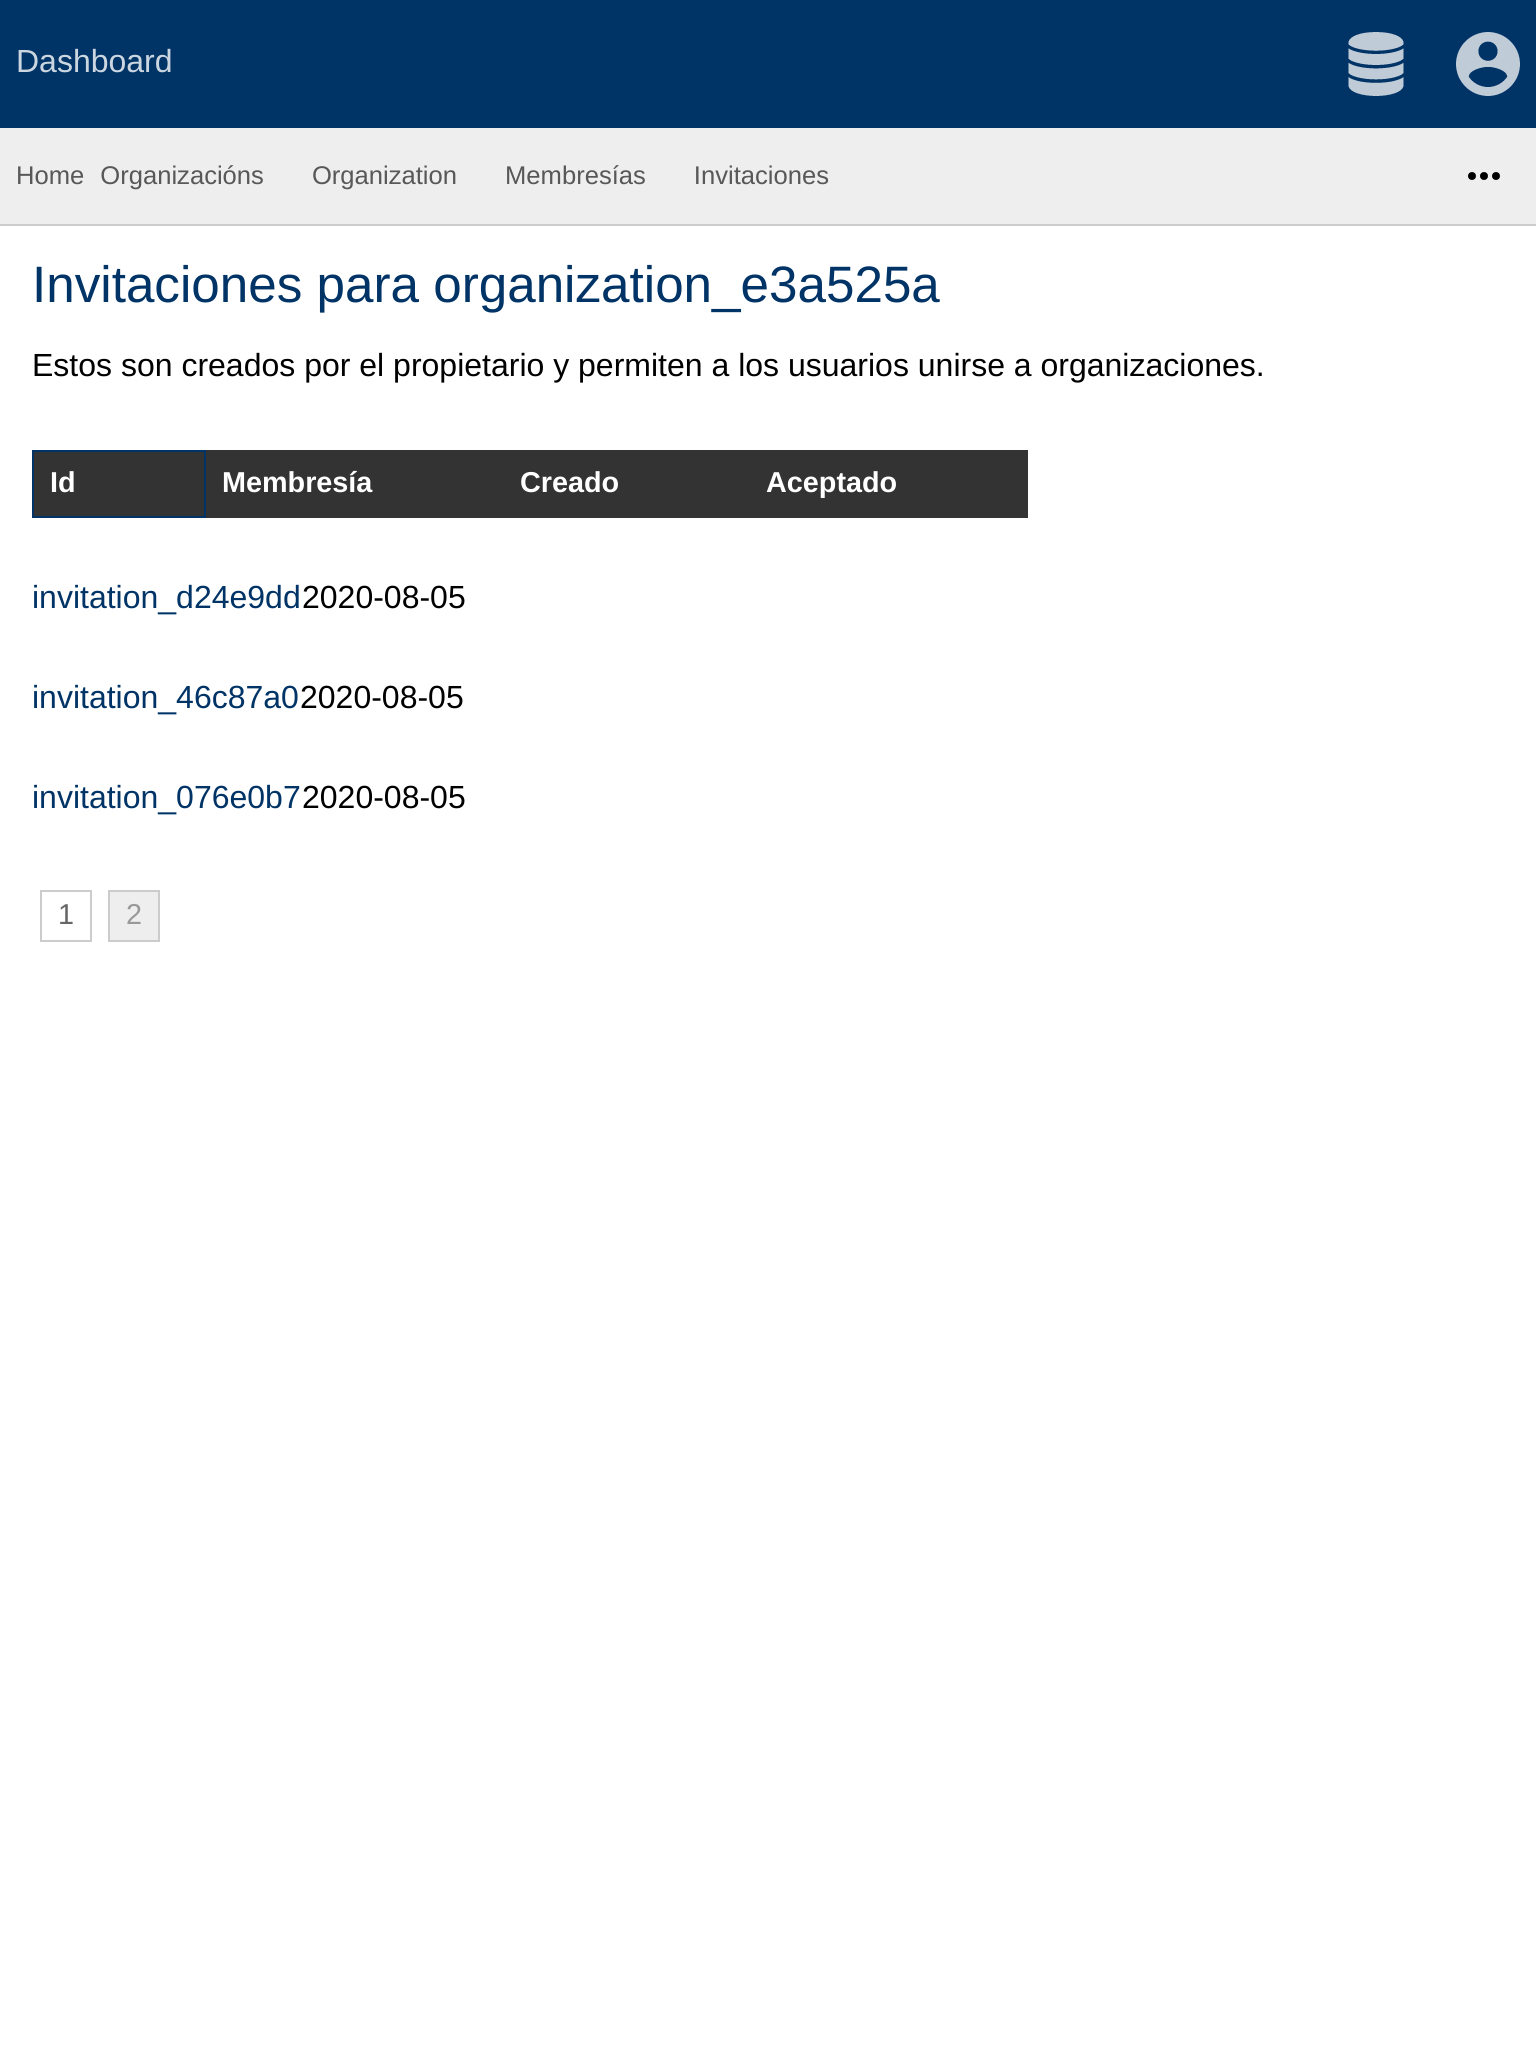 Dashboard
Home Organizacións Organization Membresías Invitaciones
Invitaciones para organization_e3a525a
Estos son creados por el propietario y permiten a los usuarios unirse a organizaciones.
Id Membresía Creado Aceptado
invitation_d24e9dd2020-08-05
invitation_46c87a02020-08-05
invitation_076e0b72020-08-05
1 2